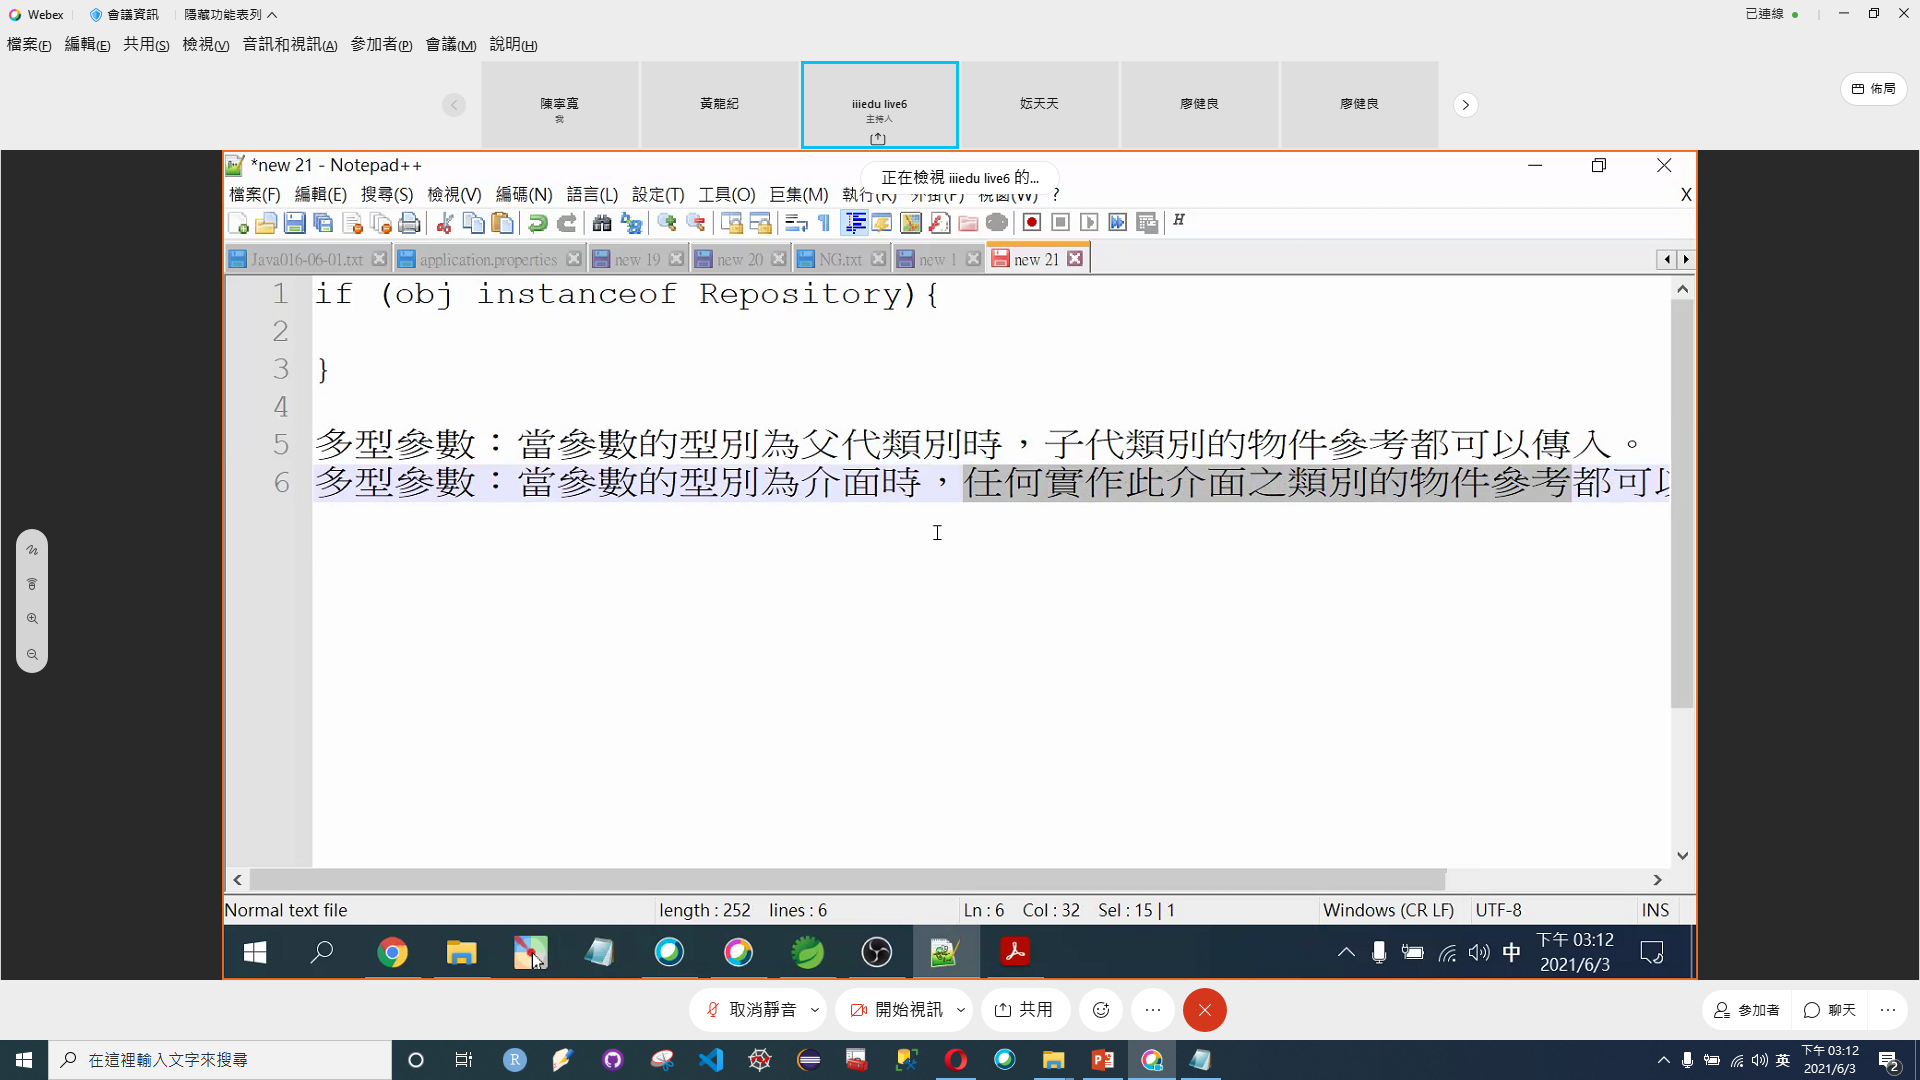 Webex 會議資訊 隱藏功能表列
已連線
檔案(F) 編輯(E) 共用(S) 檢視(V) 音訊和視訊(A) 參加者(P) 會議(M) 說明(H)
陳寧寬
我
黃龍紀
iiiedu live6
主持人
妘天天
廖健良
廖健良
佈局
*new 21 - Notepad++
正在檢視 iiiedu live6 的...
檔案(F) 編輯(E) 搜尋(S) 檢視(V) 編碼(N) 語言(L) 設定(T) 工具(O) 巨集(M) 執行(R) 外掛(P) 視窗(W) ? X
Java016-06-01.txt application.properties new 19 new 20 NG.txt new 1 new 21
1 if (obj instanceof Repository){
2
3 }
4
5 多型參數：當參數的型別為父代類別時，子代類別的物件參考都可以傳入。
6 多型參數：當參數的型別為介面時，任何實作此介面之類別的物件參考都可以
Normal text file length : 252 lines : 6 Ln : 6 Col : 32 Sel : 15 | 1 Windows (CR LF) UTF-8 INS
中 下午 03:12
2021/6/3
取消靜音 開始視訊 共用 參加者 聊天
在這裡輸入文字來搜尋
英 下午 03:12
2021/6/3
2